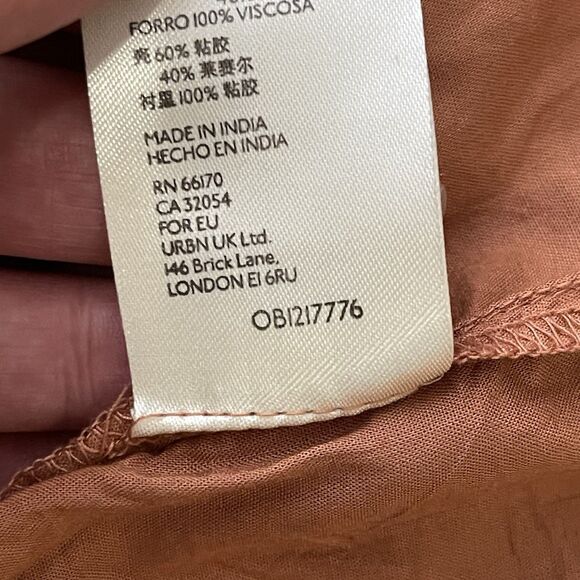 FORRO 100% VISCOSA
亮 60% 粘胶
40% 莱赛尔
衬里 100% 粘胶
MADE IN INDIA
HECHO EN INDIA
RN 66170
CA 32054
FOR EU
URBN UK Ltd.
146 Brick Lane,
LONDON E1 6RU
OB1217776